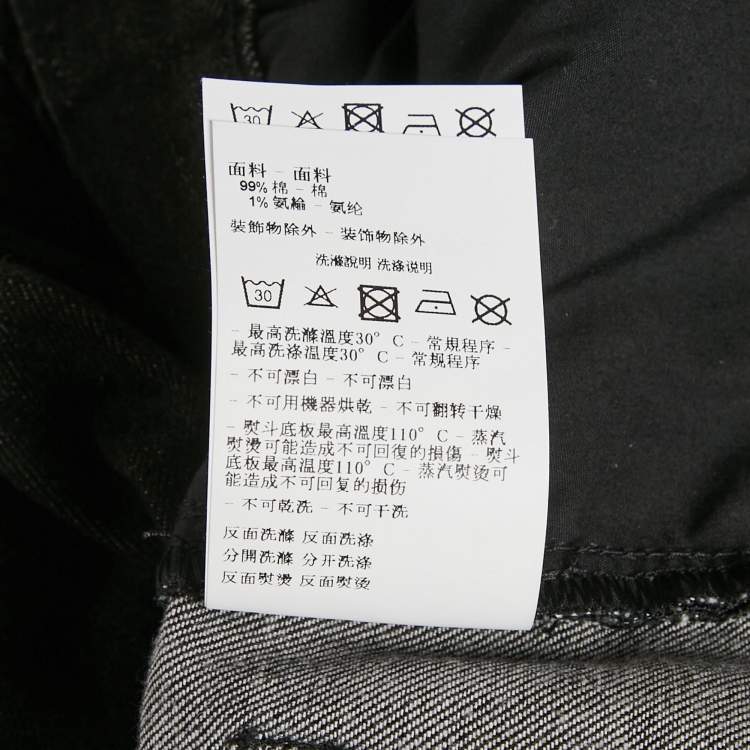 30
面料 - 面料
99% 棉 - 棉
1% 氨綸 - 氨纶
装飾物除外 - 装饰物除外
洗滌說明 洗涤说明
30
- 最高洗滌溫度30° C - 常規程序 -
最高洗涤温度30° C - 常规程序
- 不可漂白 - 不可漂白
- 不可用機器烘乾 - 不可翻转干燥
- 熨斗底板最高溫度110° C - 蒸汽
熨燙可能造成不可回復的損傷 - 熨斗
底板最高温度110° C - 蒸汽熨烫可
能造成不可回复的损伤
- 不可乾洗 - 不可干洗
反面洗滌 反面洗涤
分開洗滌 分开洗涤
反面熨燙 反面熨烫